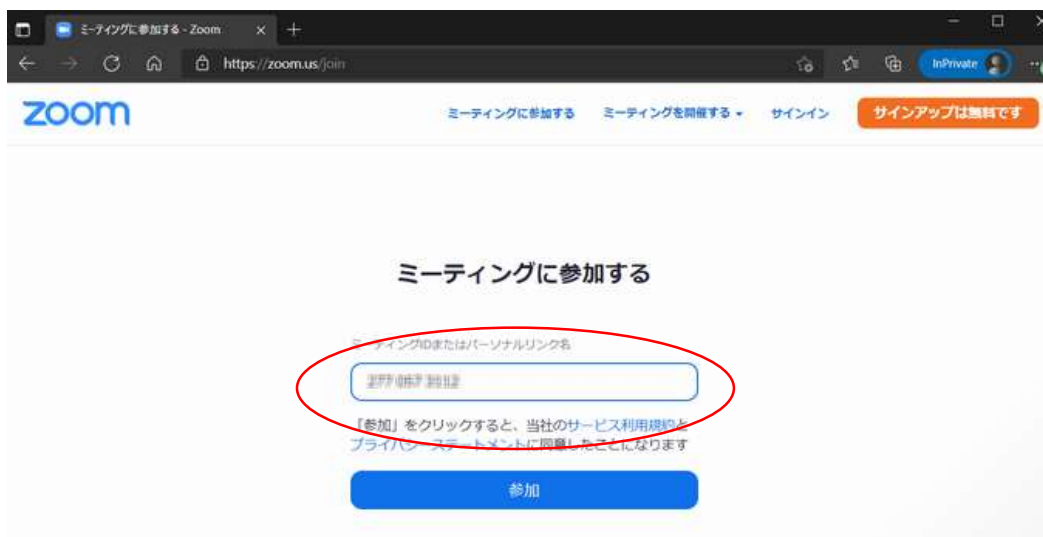 ミーティングに参加する - Zoom
https://zoom.us/join
InPrivate
zoom
ミーティングに参加する
ミーティングを開催する
サインイン
サインアップは無料です
ミーティングに参加する
ミーティングIDまたはパーソナルリンク名
「参加」をクリックすると、当社のサービス利用規約と
プライバシーステートメントに同意したことになります
参加